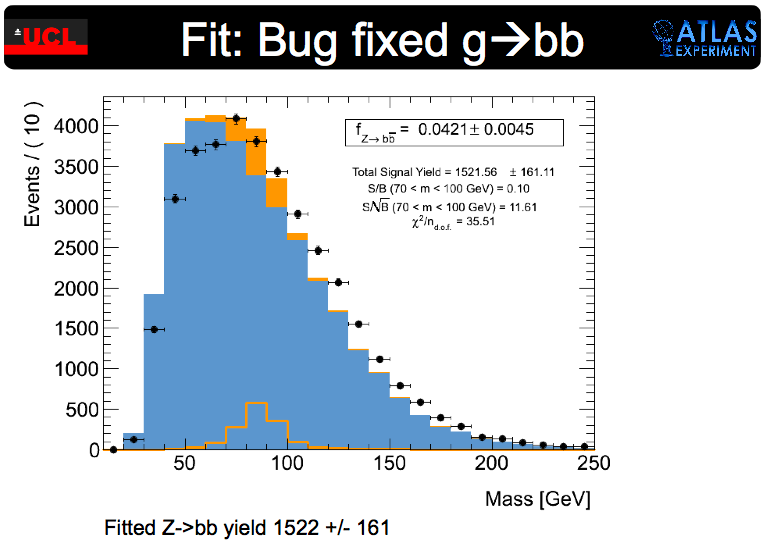 UCL
Fit: Bug fixed g→bb
ATLAS
EXPERIMENT
Events / ( 10 )
4000
3500
3000
2500
2000
1500
1000
500
0
f Z→ bb̅ = 0.0421 ± 0.0045
Total Signal Yield = 1521.56 ± 161.11
S/B (70 < m < 100 GeV) = 0.10
S/√B (70 < m < 100 GeV) = 11.61
χ²/n d.o.f. = 35.51
50 100 150 200 250
Mass [GeV]
Fitted Z->bb yield 1522 +/- 161